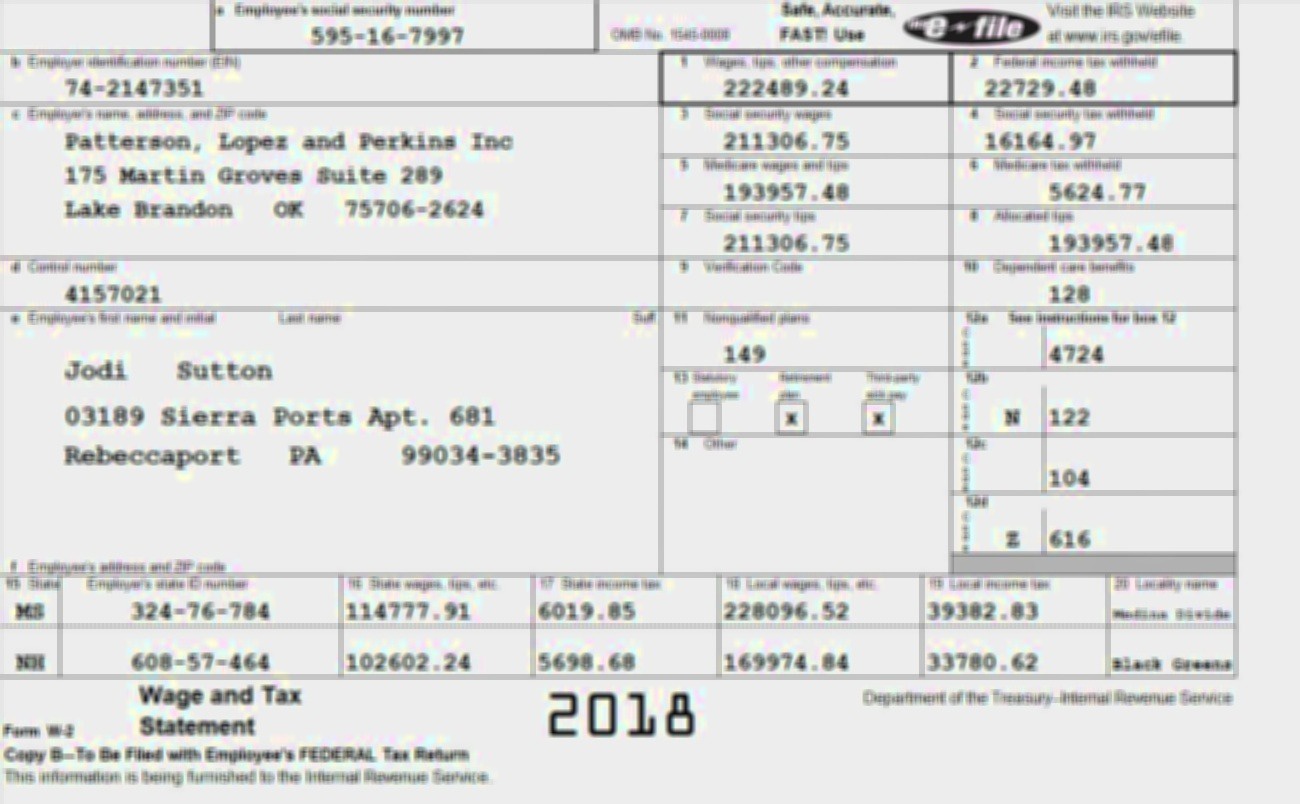 a Employee's social security number
595-16-7997
OMB No. 1545-0008
Safe, Accurate,
FAST! Use
e file
Visit the IRS Website
at www.irs.gov/efile.
b Employer identification number (EIN)
74-2147351
1 Wages, tips, other compensation
222489.24
2 Federal income tax withheld
22729.48
c Employer's name, address, and ZIP code
Patterson, Lopez and Perkins Inc
175 Martin Groves Suite 289
Lake Brandon OK 75706-2624
3 Social security wages
211306.75
4 Social security tax withheld
16164.97
5 Medicare wages and tips
193957.48
6 Medicare tax withheld
5624.77
7 Social security tips
211306.75
8 Allocated tips
193957.48
d Control number
4157021
9 Verification Code
10 Dependent care benefits
128
e Employee's first name and initial Last name Suff.
Jodi Sutton
03189 Sierra Ports Apt. 681
Rebeccaport PA 99034-3835
11 Nonqualified plans
149
12a See instructions for box 12
4724
13 Statutory employee Retirement plan Third-party sick pay
x x
12b
N 122
14 Other
12c
104
12d
Z 616
f Employee's address and ZIP code
15 State Employer's state ID number 16 State wages, tips, etc. 17 State income tax 18 Local wages, tips, etc. 19 Local income tax 20 Locality name
MS 324-76-784 114777.91 6019.85 228096.52 39382.83 Medina Divide
NH 608-57-464 102602.24 5698.68 169974.84 33780.62 Black Greens
Form W-2
Wage and Tax
Statement
2018
Department of the Treasury–Internal Revenue Service
Copy B—To Be Filed with Employee's FEDERAL Tax Return
This information is being furnished to the Internal Revenue Service.